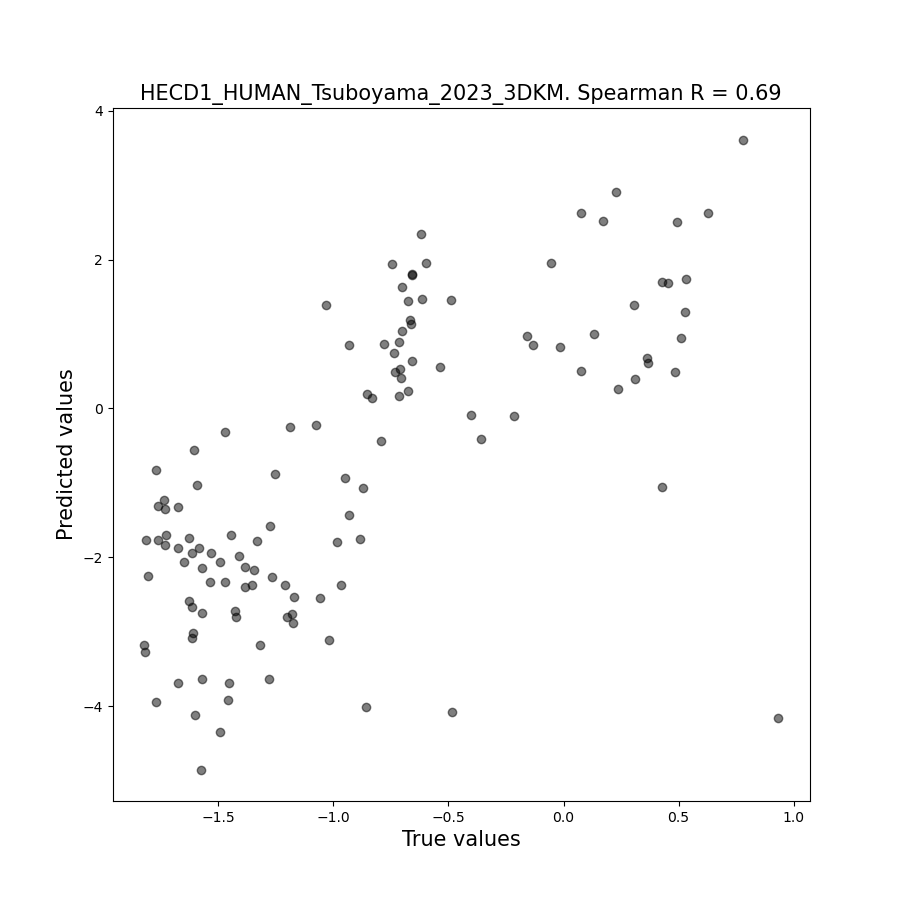 HECD1_HUMAN_Tsuboyama_2023_3DKM. Spearman R = 0.69
4
2
0
−2
−4
Predicted values
−1.5 −1.0 −0.5 0.0 0.5 1.0
True values